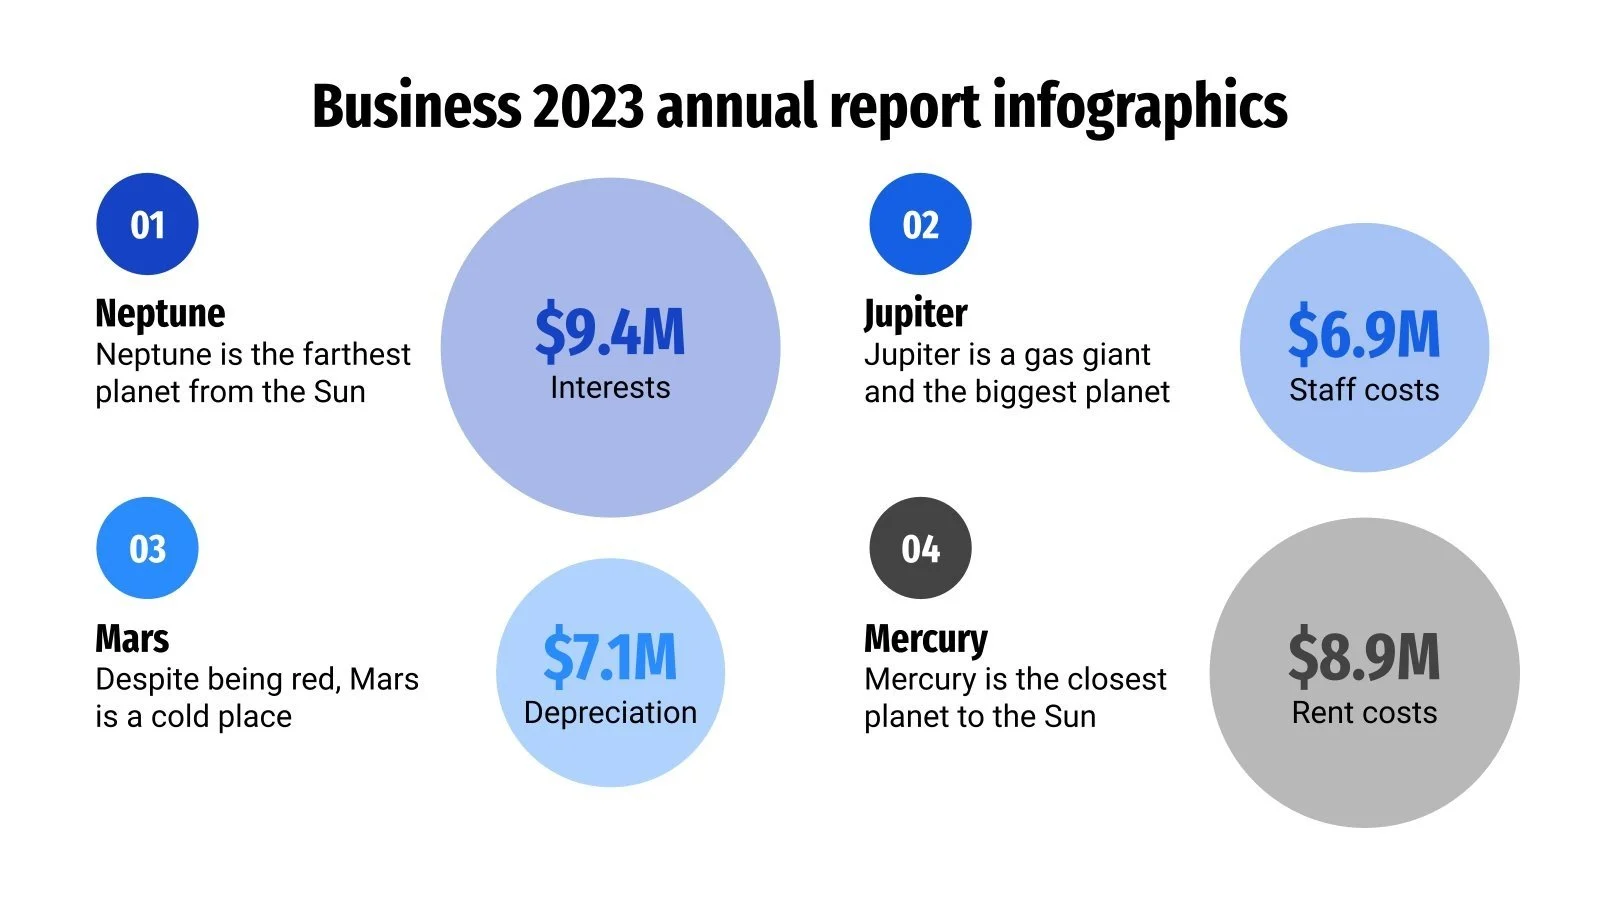 Business 2023 annual report infographics
01
Neptune
Neptune is the farthest
planet from the Sun
$9.4M
Interests
02
Jupiter
Jupiter is a gas giant
and the biggest planet
$6.9M
Staff costs
03
Mars
Despite being red, Mars
is a cold place
$7.1M
Depreciation
04
Mercury
Mercury is the closest
planet to the Sun
$8.9M
Rent costs